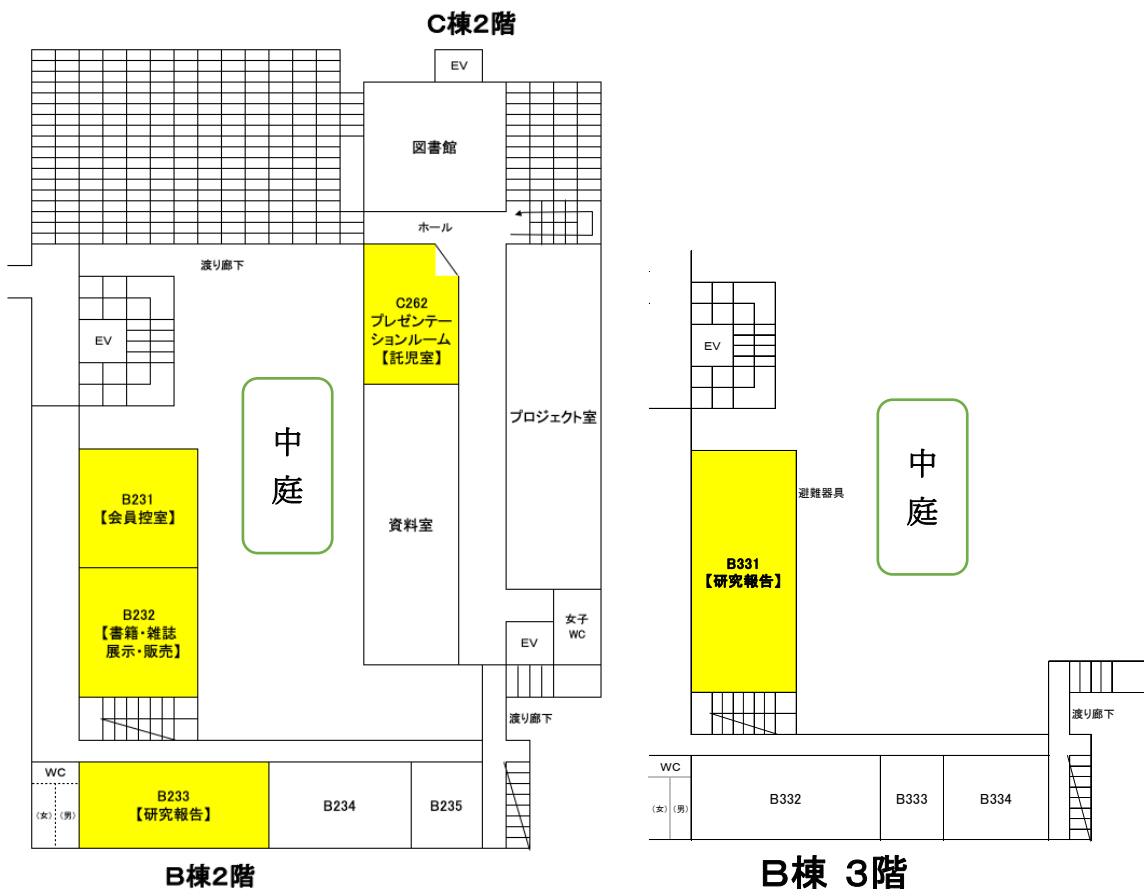 C棟2階
EV
図書館
ホール
渡り廊下
C262
プレゼンテー
ションルーム
【託児室】
EV
中
庭
プロジェクト室
B231
【会員控室】
資料室
B232
【書籍・雑誌
展示・販売】
女子
WC
EV
渡り廊下
WC
(女)
(男)
B233
【研究報告】
B234
B235
B棟2階
EV
中
庭
避難器具
B331
【研究報告】
渡り廊下
WC
(女)
(男)
B332
B333
B334
B棟 3階